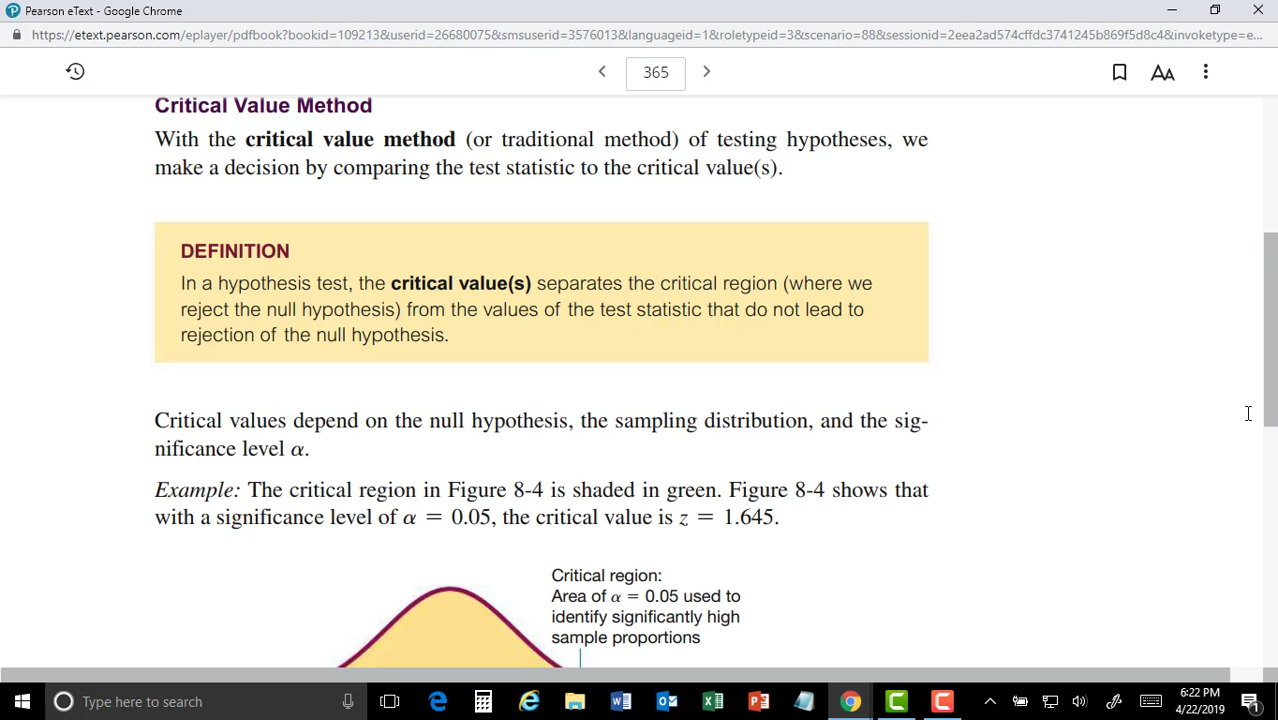 Pearson eText - Google Chrome
https://etext.pearson.com/eplayer/pdfbook?bookid=109213&userid=26680075&smsuserid=3576013&languageid=1&roletypeid=3&scenario=88&sessionid=2eea2ad574cffdc3741245b869f5d8c4&invoketype=e...
365
Critical Value Method
With the critical value method (or traditional method) of testing hypotheses, we
make a decision by comparing the test statistic to the critical value(s).
DEFINITION
In a hypothesis test, the critical value(s) separates the critical region (where we
reject the null hypothesis) from the values of the test statistic that do not lead to
rejection of the null hypothesis.
Critical values depend on the null hypothesis, the sampling distribution, and the sig-
nificance level α.
Example: The critical region in Figure 8-4 is shaded in green. Figure 8-4 shows that
with a significance level of α = 0.05, the critical value is z = 1.645.
Critical region:
Area of α = 0.05 used to
identify significantly high
sample proportions
Type here to search
6:22 PM
4/22/2019